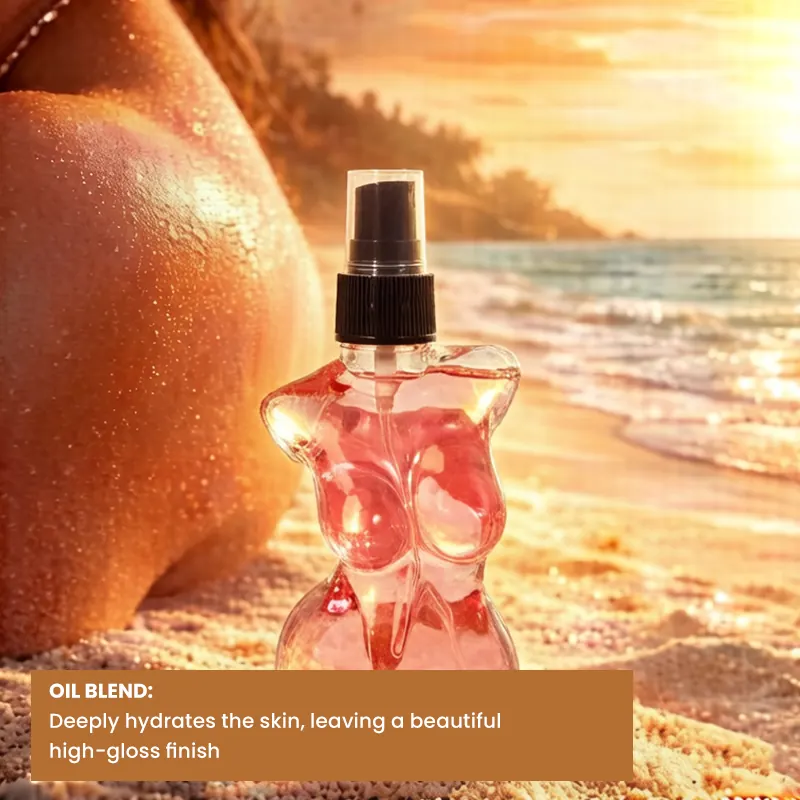 OIL BLEND:
Deeply hydrates the skin, leaving a beautiful
high-gloss finish